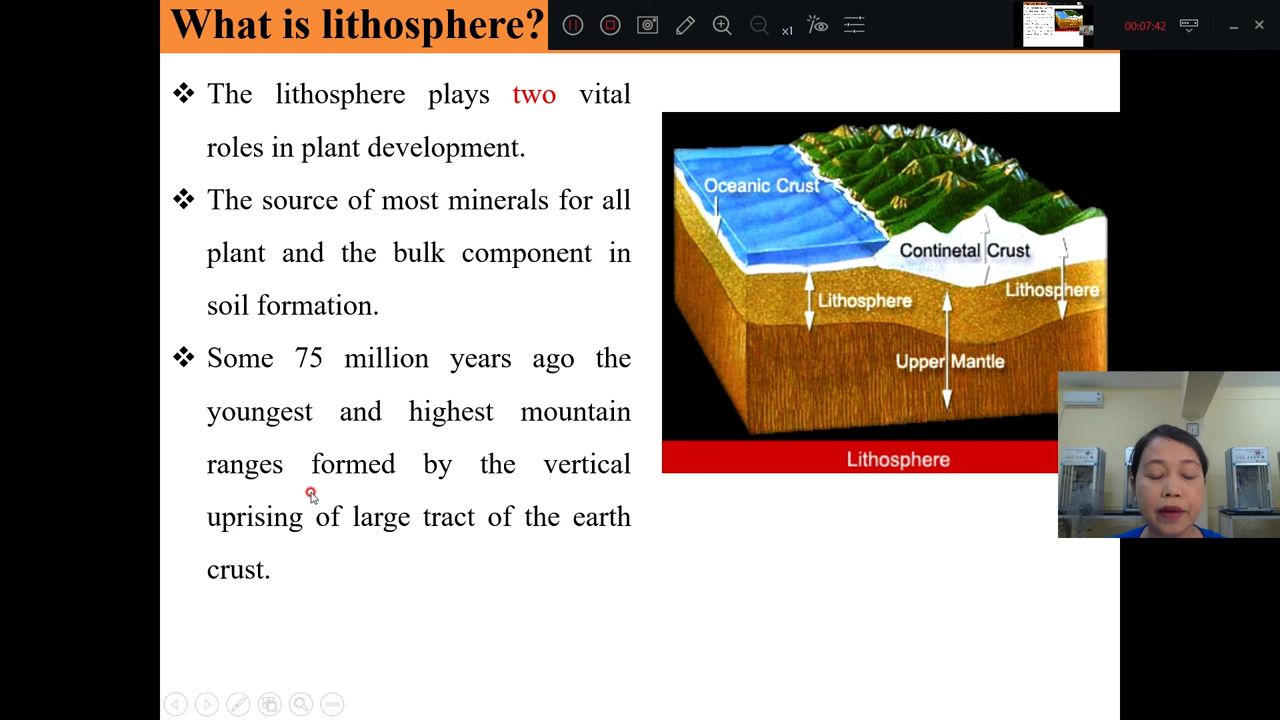 What is lithosphere?
x1
00:07:42
❖ The lithosphere plays two vital
roles in plant development.
❖ The source of most minerals for all
plant and the bulk component in
soil formation.
❖ Some 75 million years ago the
youngest and highest mountain
ranges formed by the vertical
uprising of large tract of the earth
crust.
Oceanic Crust
Continetal Crust
Lithosphere
Lithosphere
Upper Mantle
Lithosphere